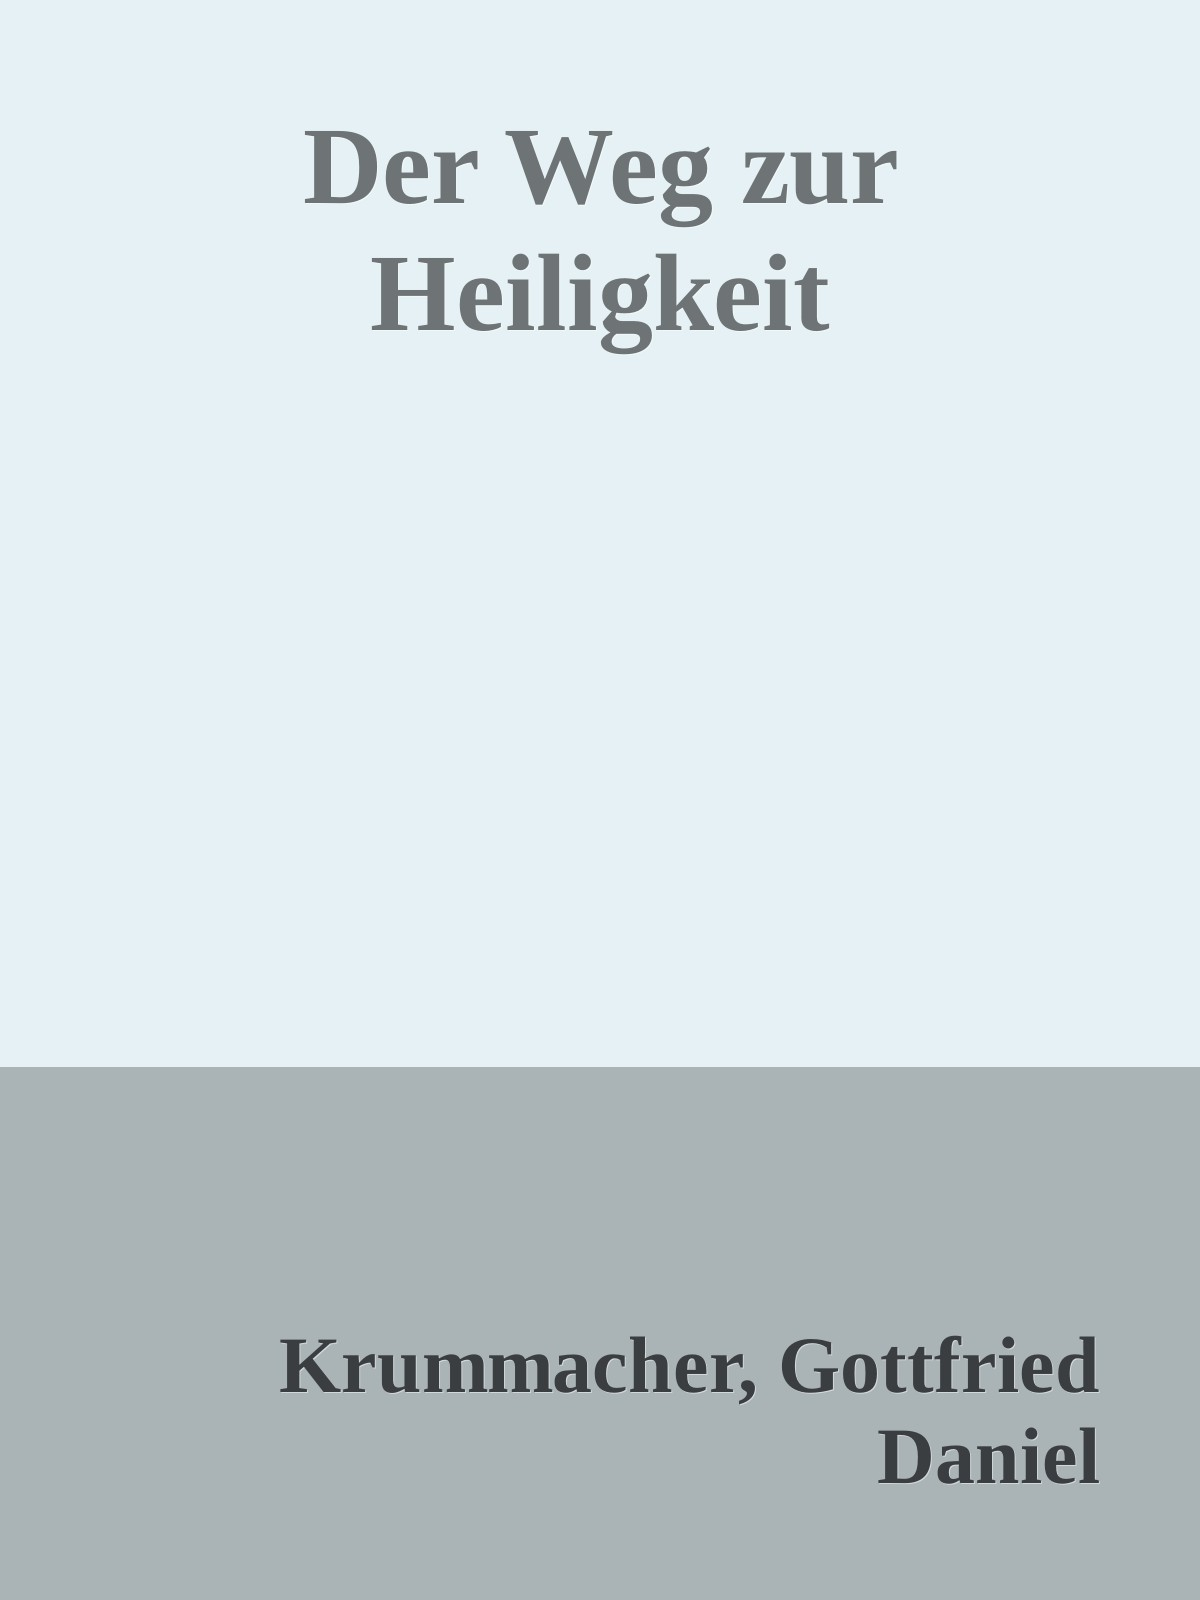 Der Weg zur
Heiligkeit
Krummacher, Gottfried
Daniel